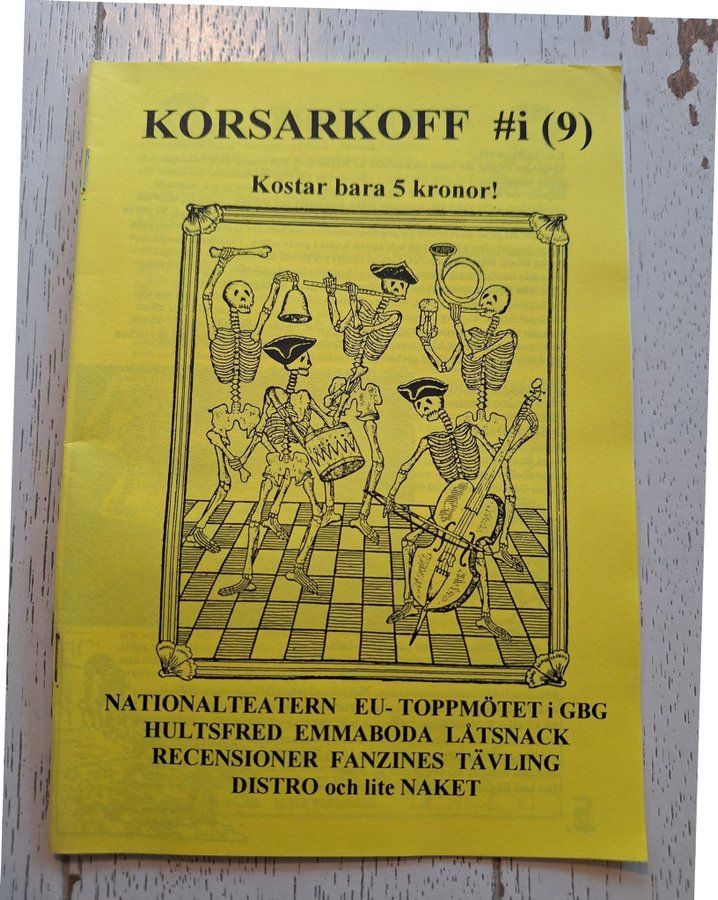 KORSARKOFF #i (9)
Kostar bara 5 kronor!
NATIONALTEATERN EU- TOPPMÖTET i GBG
HULTSFRED EMMABODA LÅTSNACK
RECENSIONER FANZINES TÄVLING
DISTRO och lite NAKET